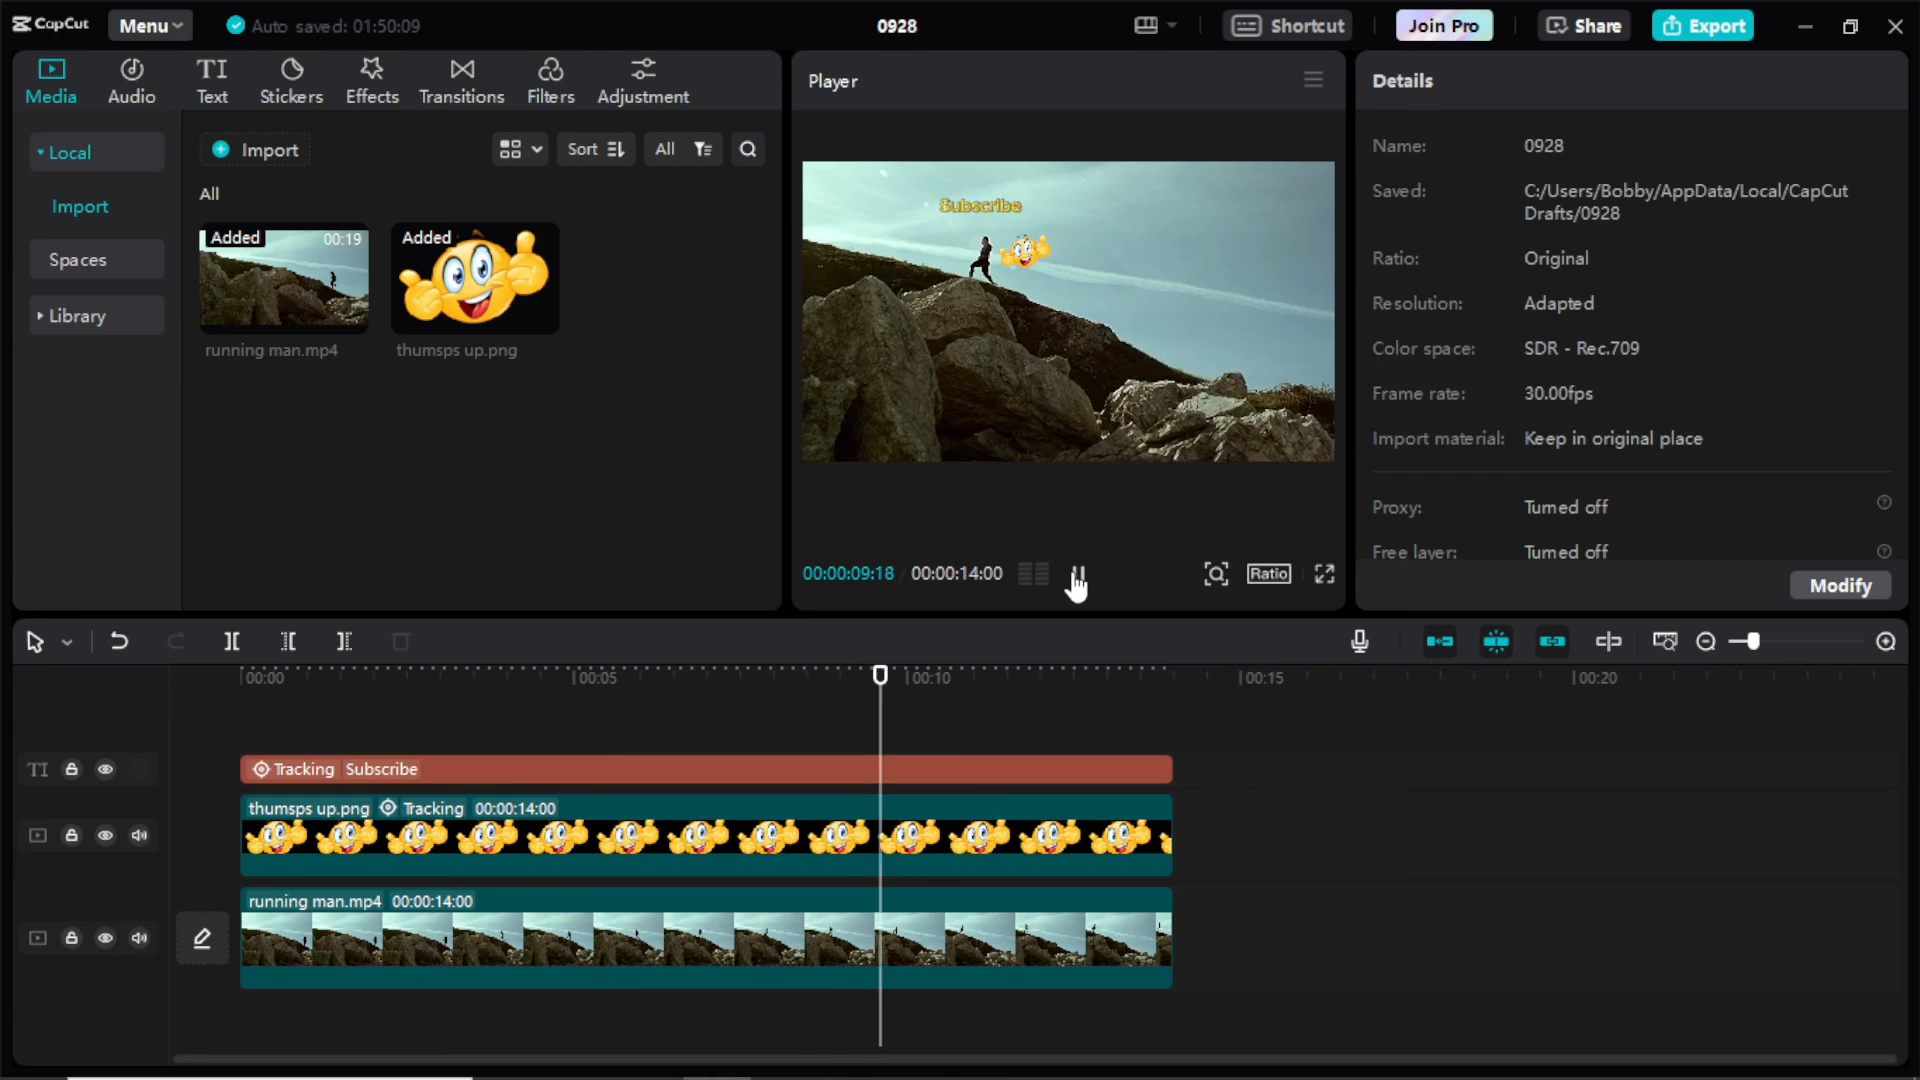 CapCut
Menu
Auto saved: 01:50:09
0928
Shortcut
Join Pro
Share
Export
Media
Audio
TI
Text
Stickers
Effects
Transitions
Filters
Adjustment
Local
Import
Spaces
Library
Import
Sort
All
All
Added
00:19
running man.mp4
Added
thumsps up.png
Player
Subscribe
00:00:09:18
00:00:14:00
Ratio
Details
Name: 0928
Saved: C:/Users/Bobby/AppData/Local/CapCut
Drafts/0928
Ratio: Original
Resolution: Adapted
Color space: SDR - Rec.709
Frame rate: 30.00fps
Import material: Keep in original place
Proxy: Turned off
Free layer: Turned off
Modify
00:00
00:05
00:10
00:15
00:20
TI
Tracking Subscribe
thumsps up.png Tracking 00:00:14:00
running man.mp4 00:00:14:00